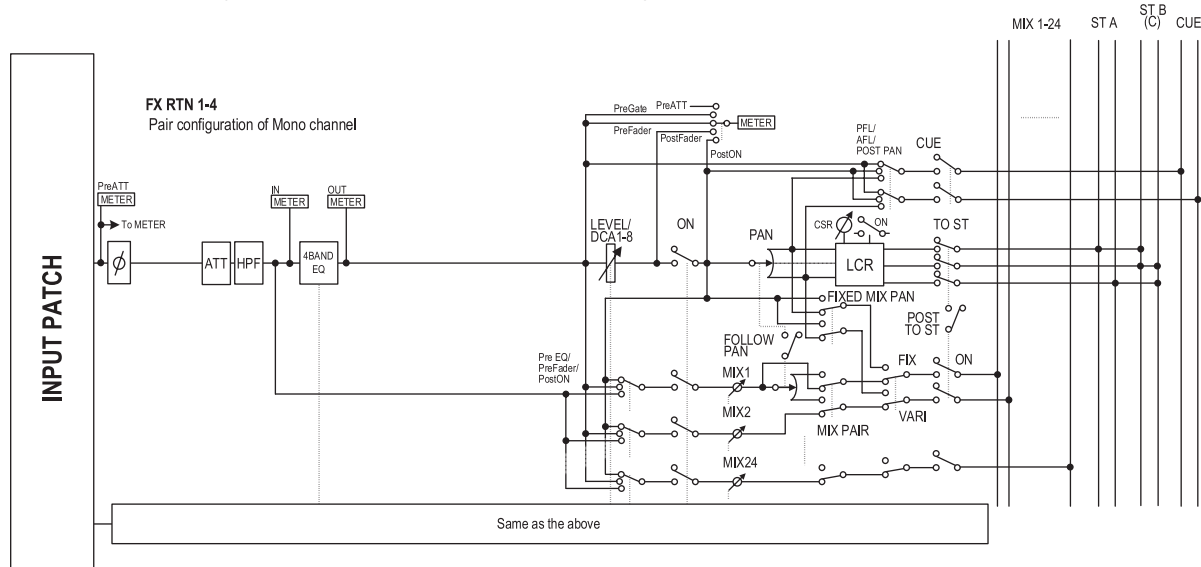 MIX 1-24
ST A
ST B
(C)
CUE
FX RTN 1-4
Pair configuration of Mono channel
INPUT PATCH
PreATT
METER
To METER
ϕ
ATT
HPF
IN
METER
4BAND
EQ
OUT
METER
PreGate
PreATT
METER
PreFader
PostFader
PostON
LEVEL/
DCA1-8
ON
PAN
PFL/
AFL/
POST PAN
CUE
CSR
ON
LCR
TO ST
FIXED MIX PAN
FOLLOW
PAN
POST
TO ST
Pre EQ/
PreFader/
PostON
MIX1
FIX
ON
MIX2
MIX PAIR
VARI
MIX24
Same as the above